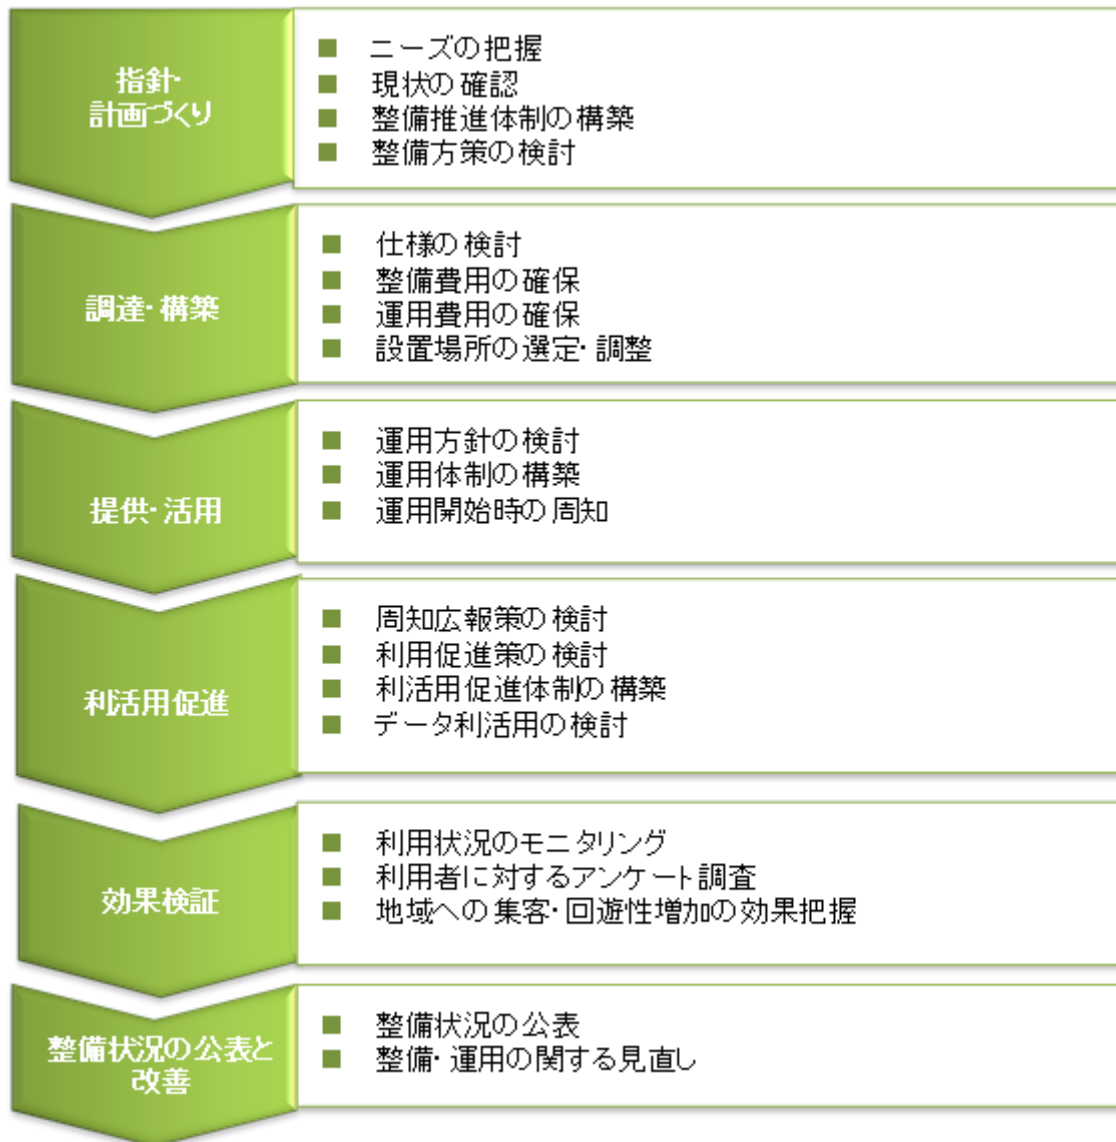 指針・
計画づくり
■ ニーズの把握
■ 現状の確認
■ 整備推進体制の構築
■ 整備方策の検討
調達・構築
■ 仕様の検討
■ 整備費用の確保
■ 運用費用の確保
■ 設置場所の選定・調整
提供・活用
■ 運用方針の検討
■ 運用体制の構築
■ 運用開始時の周知
利活用促進
■ 周知広報策の検討
■ 利用促進策の検討
■ 利活用促進体制の構築
■ データ利活用の検討
効果検証
■ 利用状況のモニタリング
■ 利用者に対するアンケート調査
■ 地域への集客・回遊性増加の効果把握
整備状況の公表と
改善
■ 整備状況の公表
■ 整備・運用の関する見直し